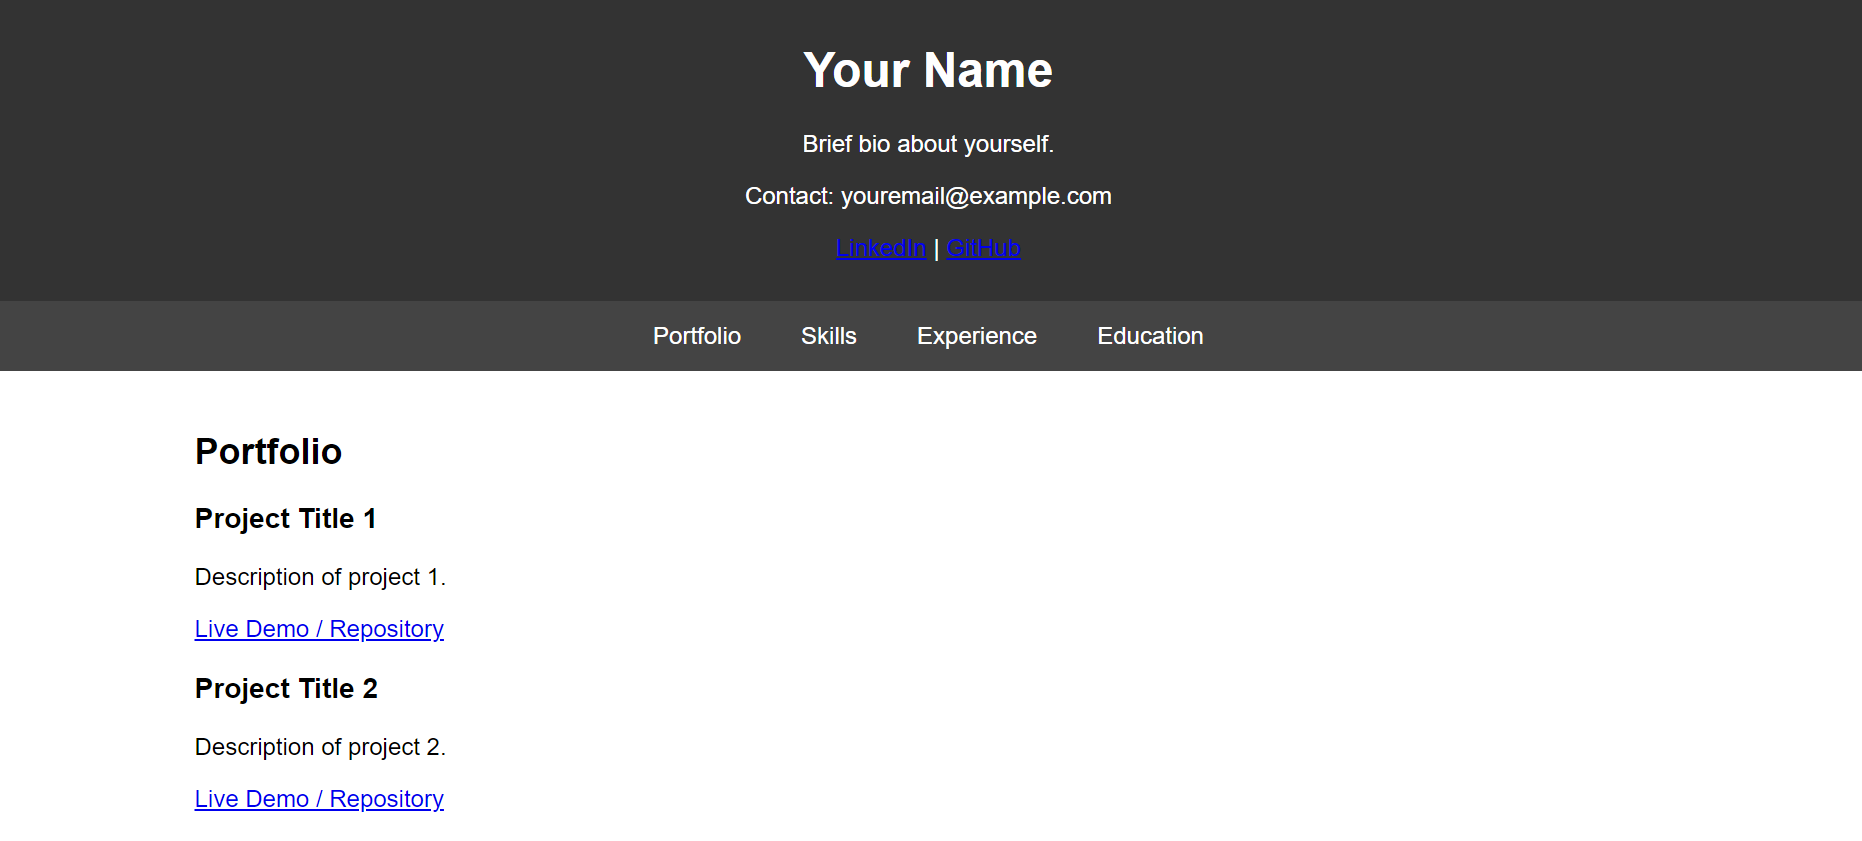 Your Name
Brief bio about yourself.
Contact: youremail@example.com
LinkedIn | GitHub
Portfolio Skills Experience Education
Portfolio
Project Title 1
Description of project 1.
Live Demo / Repository
Project Title 2
Description of project 2.
Live Demo / Repository